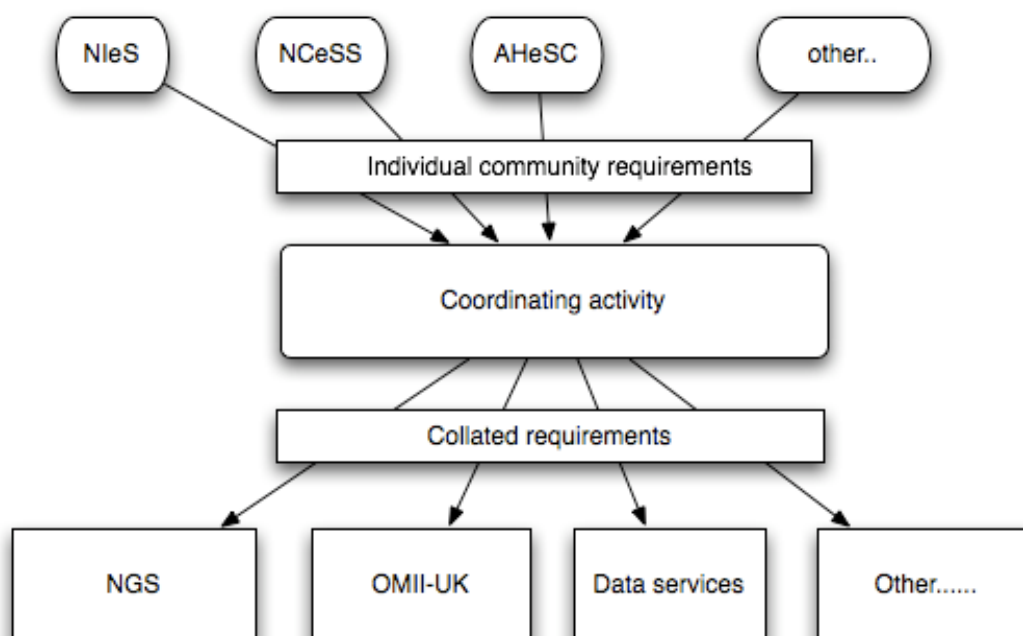 NIeS
NCeSS
AHeSC
other..
Individual community requirements
Coordinating activity
Collated requirements
NGS
OMII-UK
Data services
Other......